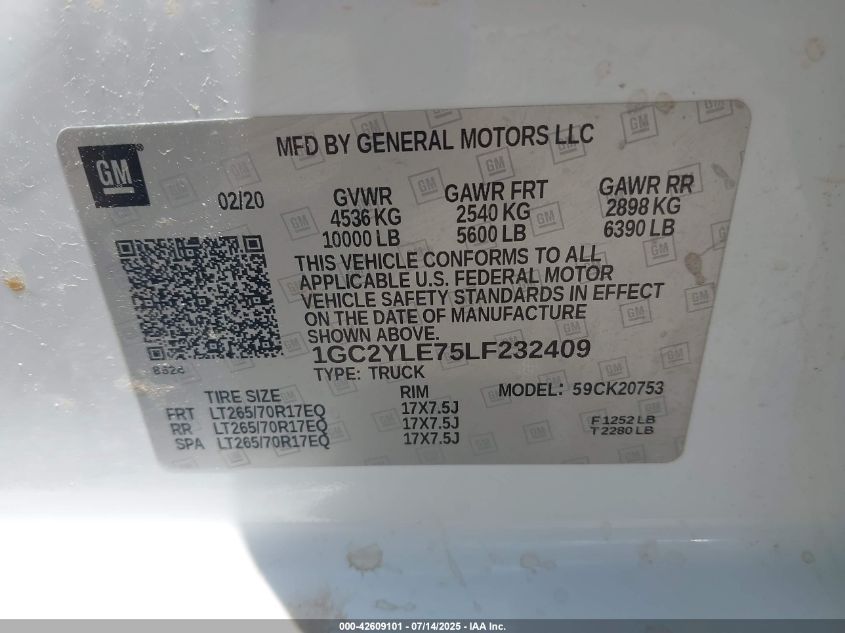 MFD BY GENERAL MOTORS LLC
GM
02/20
GVWR GAWR FRT GAWR RR
4536 KG 2540 KG 2898 KG
10000 LB 5600 LB 6390 LB
THIS VEHICLE CONFORMS TO ALL
APPLICABLE U.S. FEDERAL MOTOR
VEHICLE SAFETY STANDARDS IN EFFECT
ON THE DATE OF MANUFACTURE
SHOWN ABOVE.
1GC2YLE75LF232409
TYPE: TRUCK
TIRE SIZE RIM MODEL: 59CK20753
FRT LT265/70R17EQ 17X7.5J
RR LT265/70R17EQ 17X7.5J F1252 LB
SPA LT265/70R17EQ 17X7.5J T2280 LB
000-42609101 - 07/14/2025 - IAA Inc.